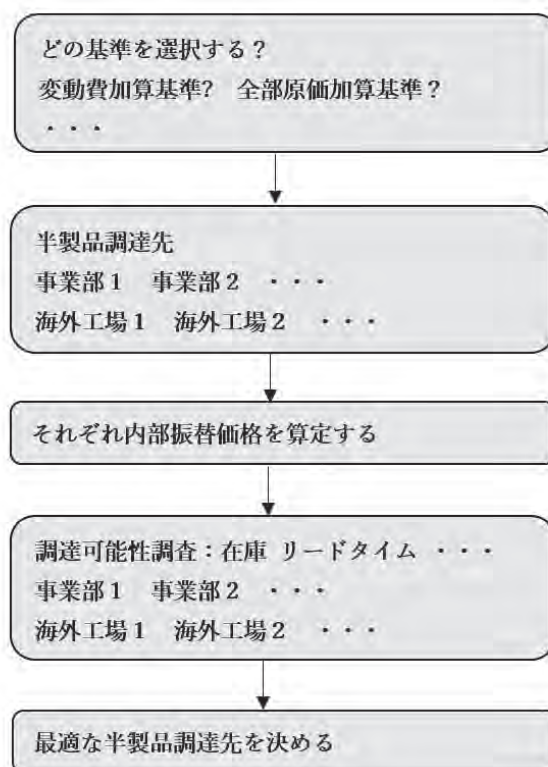 どの基準を選択する？
変動費加算基準?　全部原価加算基準？
・・・
半製品調達先
事業部１　事業部２　・・・
海外工場１　海外工場２　・・・
それぞれ内部振替価格を算定する
調達可能性調査：在庫 リードタイム ・・・
事業部１　事業部２　・・・
海外工場１　海外工場２　・・・
最適な半製品調達先を決める